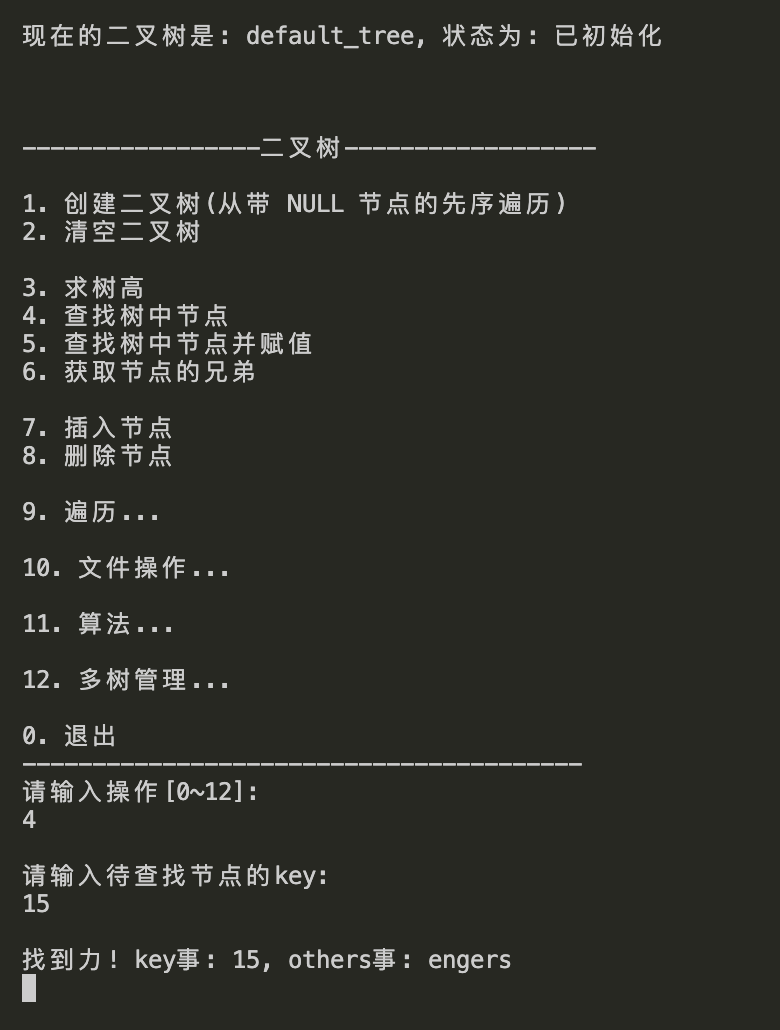 现在的二叉树是: default_tree, 状态为: 已初始化
-----------------二叉树------------------
1. 创建二叉树(从带 NULL 节点的先序遍历)
2. 清空二叉树
3. 求树高
4. 查找树中节点
5. 查找树中节点并赋值
6. 获取节点的兄弟
7. 插入节点
8. 删除节点
9. 遍历...
10. 文件操作...
11. 算法...
12. 多树管理...
0. 退出
----------------------------------------
请输入操作[0~12]:
4
请输入待查找节点的key:
15
找到力! key事: 15, others事: engers